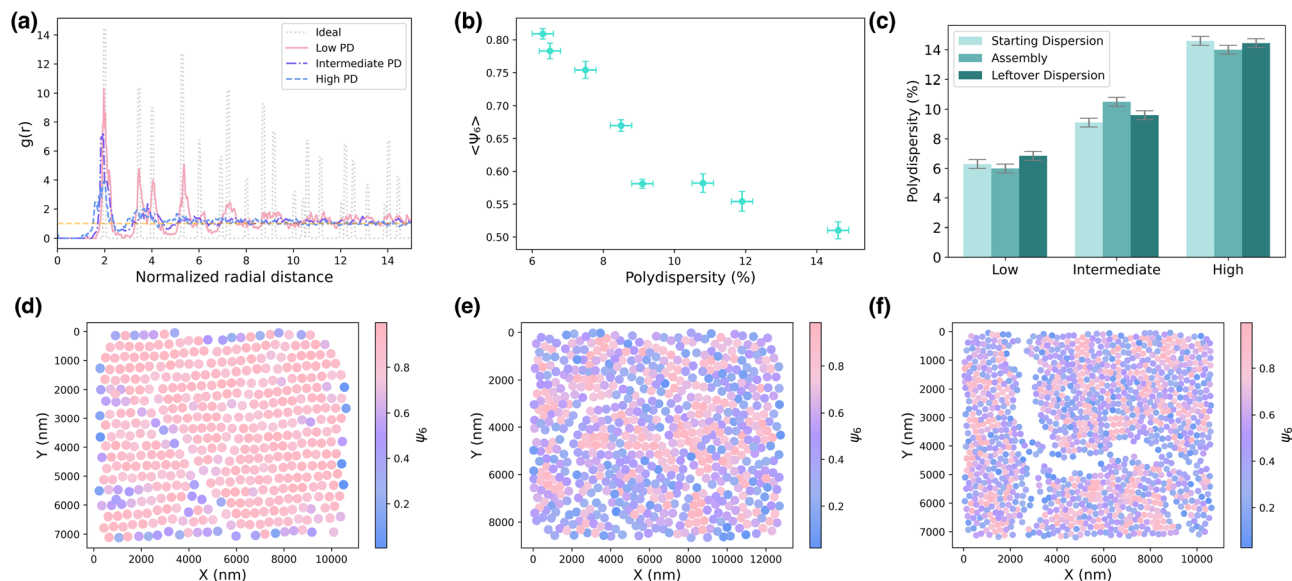 (a)
14
12
10
8
6
4
2
0
g(r)
Ideal
Low PD
Intermediate PD
High PD
0 2 4 6 8 10 12 14
Normalized radial distance
(b)
0.80
0.75
0.70
0.65
0.60
0.55
0.50
<Ψ6>
6 8 10 12 14
Polydispersity (%)
(c)
14
12
10
8
6
4
2
0
Polydispersity (%)
Starting Dispersion
Assembly
Leftover Dispersion
Low Intermediate High
(d)
0
1000
2000
3000
4000
5000
6000
7000
Y (nm)
0 2000 4000 6000 8000 10000
X (nm)
0.8
0.6
0.4
0.2
ψ6
(e)
0
2000
4000
6000
8000
Y (nm)
0 2000 4000 6000 8000 10000 12000
X (nm)
0.8
0.6
0.4
0.2
ψ6
(f)
0
1000
2000
3000
4000
5000
6000
7000
Y (nm)
0 2000 4000 6000 8000 10000
X (nm)
0.8
0.6
0.4
0.2
ψ6